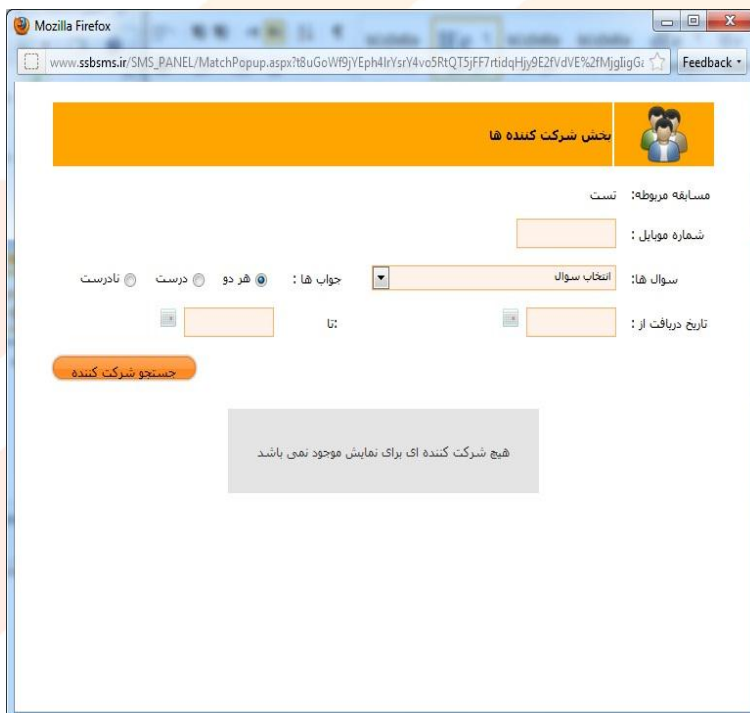 Mozilla Firefox
www.ssbsms.ir/SMS_PANEL/MatchPopup.aspx?t8uGoWf9jYEph4IrYsrY4vo5RtQT5jFF7rtidqHjy9E2fVdVE%2fMjgIigGa
Feedback
بخش شرکت کننده ها
مسابقه مربوطه: تست
شماره موبایل :
سوال ها: انتخاب سوال جواب ها : هر دو درست نادرست
تاریخ دریافت از : تا:
جستجو شرکت کننده
هیچ شرکت کننده ای برای نمایش موجود نمی باشد